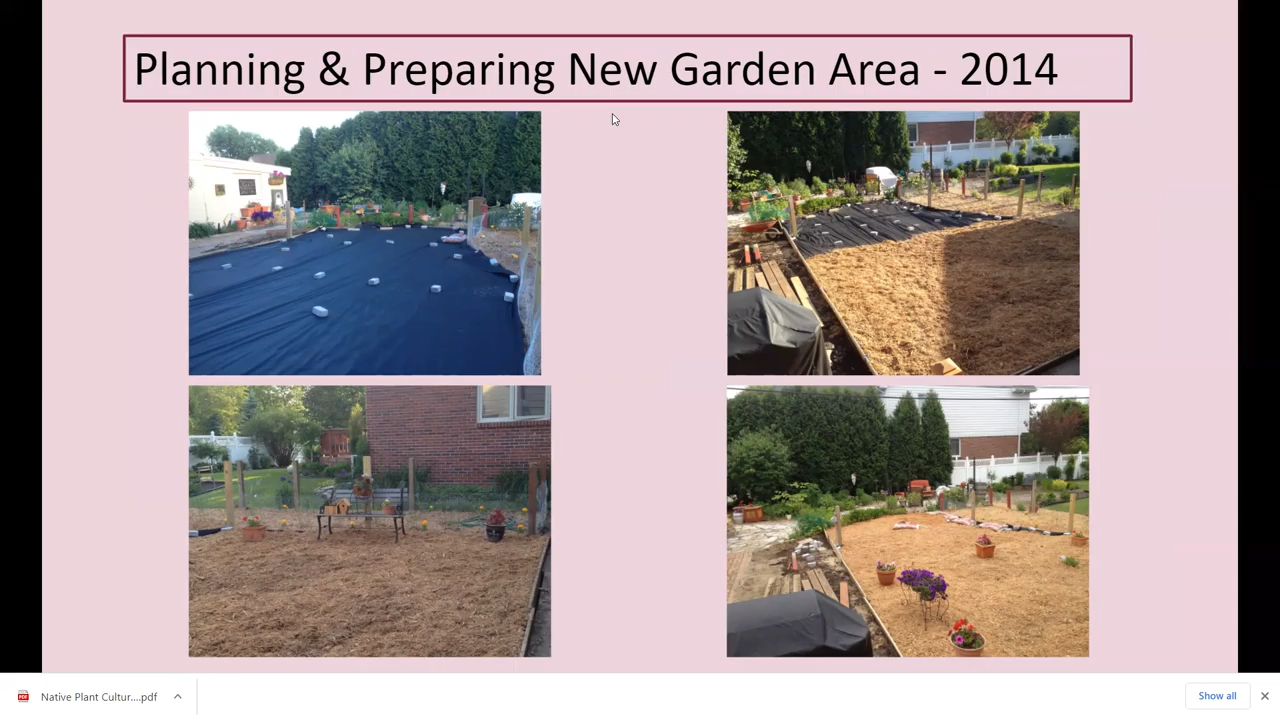 Planning & Preparing New Garden Area - 2014
Native Plant Cultur....pdf
Show all